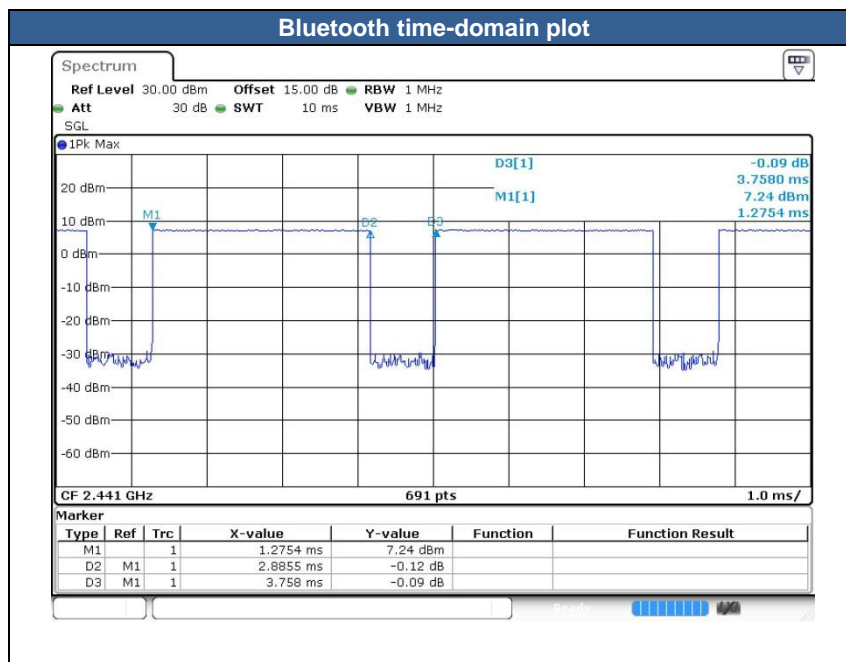 Bluetooth time-domain plot
Spectrum
Ref Level 30.00 dBm Offset 15.00 dB RBW 1 MHz
Att 30 dB SWT 10 ms VBW 1 MHz
SGL
1Pk Max
D3[1] -0.09 dB
3.7580 ms
M1[1] 7.24 dBm
1.2754 ms
20 dBm
10 dBm
M1 D2 D3
0 dBm
-10 dBm
-20 dBm
-30 dBm
-40 dBm
-50 dBm
-60 dBm
CF 2.441 GHz 691 pts 1.0 ms/
Marker
Type Ref Trc X-value Y-value Function Function Result
M1 1 1.2754 ms 7.24 dBm
D2 M1 1 2.8855 ms -0.12 dB
D3 M1 1 3.758 ms -0.09 dB
Ready